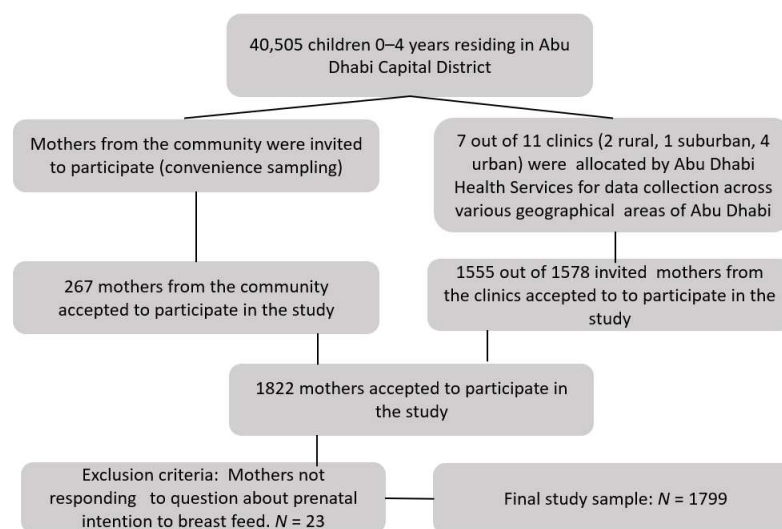 40,505 children 0–4 years residing in Abu
Dhabi Capital District
Mothers from the community were invited
to participate (convenience sampling)
7 out of 11 clinics (2 rural, 1 suburban, 4
urban) were allocated by Abu Dhabi
Health Services for data collection across
various geographical areas of Abu Dhabi
267 mothers from the community
accepted to participate in the study
1555 out of 1578 invited mothers from
the clinics accepted to to participate in the
study
1822 mothers accepted to participate in
the study
Exclusion criteria: Mothers not
responding to question about prenatal
intention to breast feed. N = 23
Final study sample: N = 1799